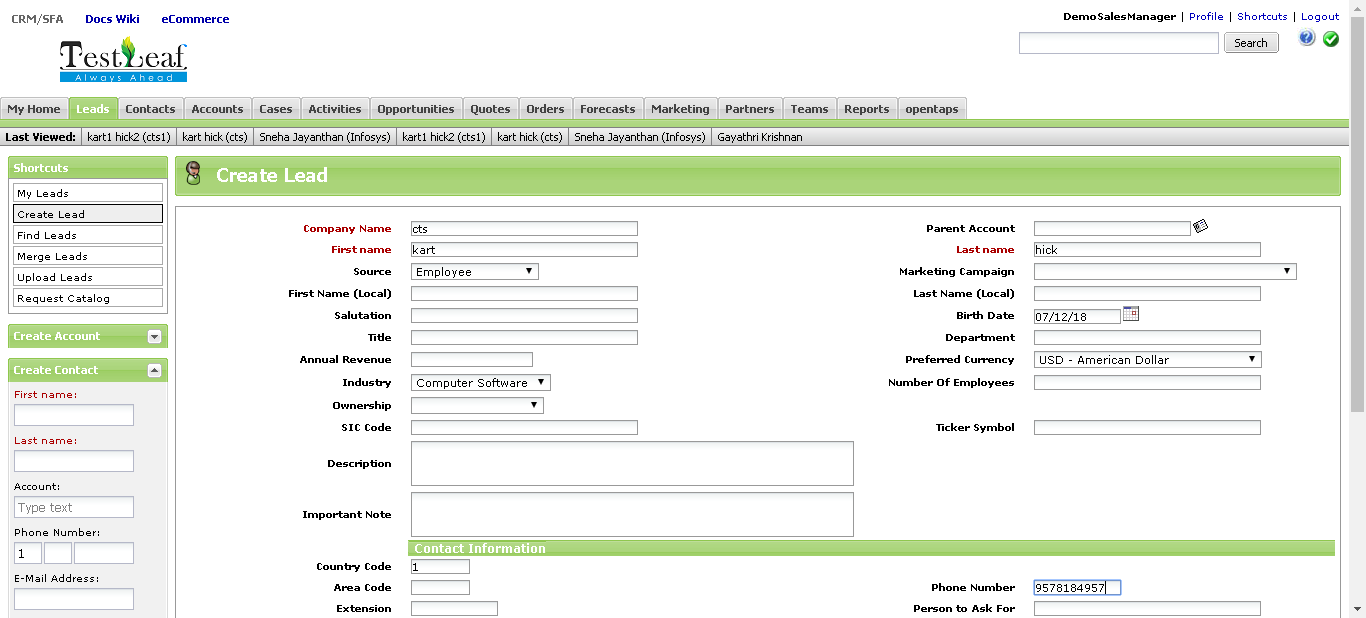 CRM/SFA Docs Wiki eCommerce
DemoSalesManager | Profile | Shortcuts | Logout
TestLeaf
Always Ahead
Search
My Home Leads Contacts Accounts Cases Activities Opportunities Quotes Orders Forecasts Marketing Partners Teams Reports opentaps
Last Viewed: kart1 hick2 (cts1) kart hick (cts) Sneha Jayanthan (Infosys) kart1 hick2 (cts1) kart hick (cts) Sneha Jayanthan (Infosys) Gayathri Krishnan
Shortcuts
My Leads
Create Lead
Find Leads
Merge Leads
Upload Leads
Request Catalog
Create Account
Create Contact
First name:
Last name:
Account:
Type text
Phone Number:
1
E-Mail Address:
Create Lead
Company Name cts Parent Account
First name kart Last name hick
Source Employee Marketing Campaign
First Name (Local) Last Name (Local)
Salutation Birth Date 07/12/18
Title Department
Annual Revenue Preferred Currency USD - American Dollar
Industry Computer Software Number Of Employees
Ownership
SIC Code Ticker Symbol
Description
Important Note
Contact Information
Country Code 1
Area Code Phone Number 9578184957
Extension Person to Ask For